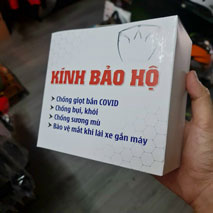 KÍNH BẢO HỘ
Chống giọt bắn COVID
Chống bụi, khói
Chống sương mù
Bảo vệ mắt khi lái xe gắn máy